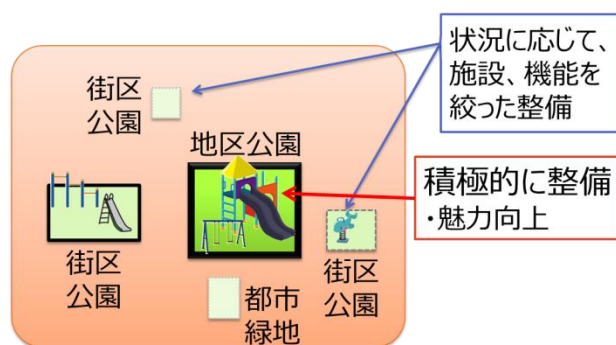 状況に応じて、
施設、機能を
絞った整備
街区
公園
地区公園
積極的に整備
・魅力向上
街区
公園
街区
公園
都市
緑地